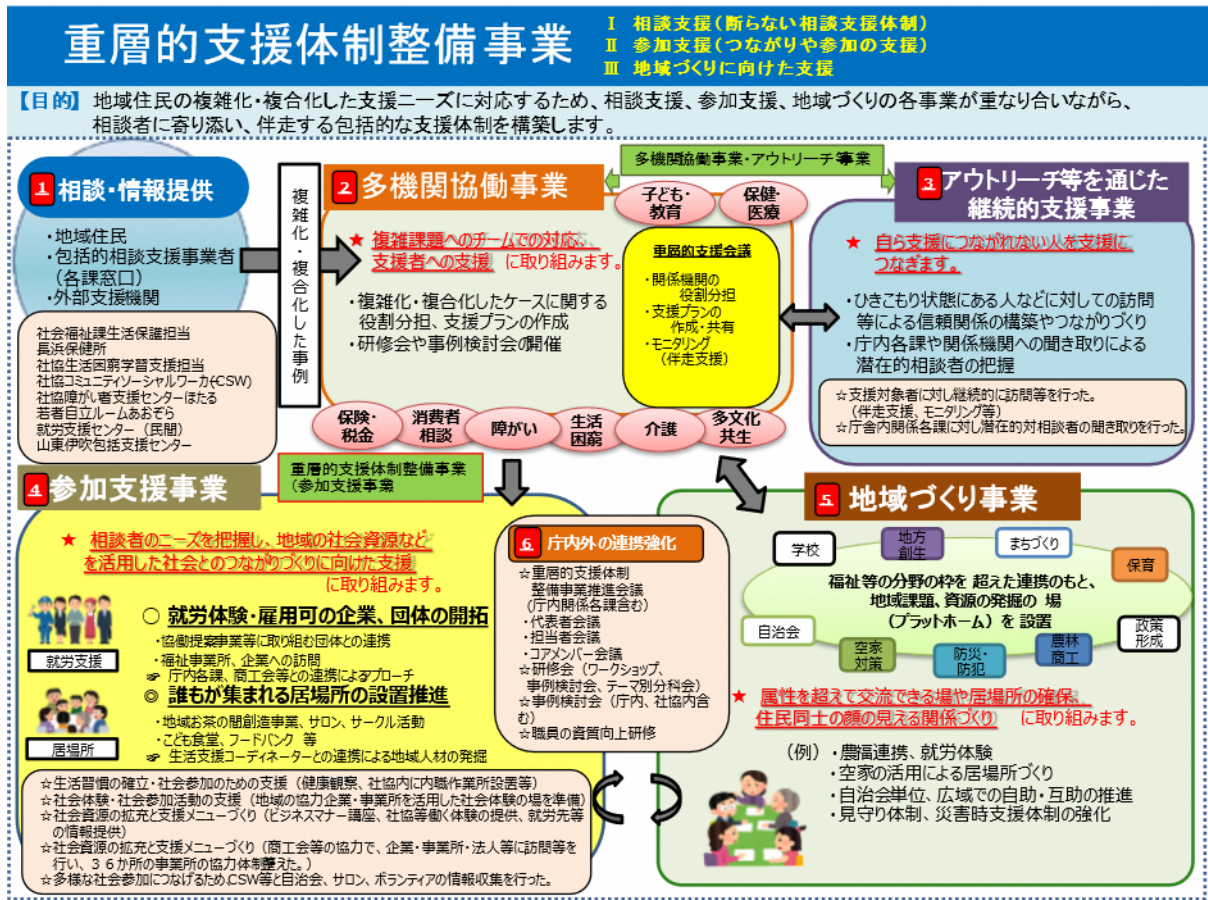 重層的支援体制整備事業
Ⅰ 相談支援(断らない相談支援体制)
Ⅱ 参加支援(つながりや参加の支援)
Ⅲ 地域づくりに向けた支援
【目的】 地域住民の複雑化・複合化した支援ニーズに対応するため、相談支援、参加支援、地域づくりの各事業が重なり合いながら、
相談者に寄り添い、伴走する包括的な支援体制を構築します。
1 相談・情報提供
・地域住民
・包括的相談支援事業者
(各課窓口)
・外部支援機関
社会福祉課生活保護担当
長浜保健所
社協生活困窮学習支援担当
社協コミュニティソーシャルワーカ(CSW)
社協障がい者支援センターほたる
若者自立ルームあおぞら
就労支援センター(民間)
山東伊吹包括支援センター
複雑化・複合化した事例
2 多機関協働事業
★ 複雑課題へのチームでの対応、
支援者への支援 に取り組みます。
・複雑化・複合化したケースに関する
役割分担、支援プランの作成
・研修会や事例検討会の開催
多機関協働事業・アウトリーチ等事業
子ども・
教育
保健・
医療
重層的支援会議
・関係機関の
役割分担
・支援プランの
作成・共有
・モニタリング
(伴走支援)
保険・
税金
消費者
相談
障がい
生活
困窮
介護
多文化
共生
3 アウトリーチ等を通じた
継続的支援事業
★ 自ら支援につながれない人を支援に
つなぎます。
・ひきこもり状態にある人などに対しての訪問
等による信頼関係の構築やつながりづくり
・庁内各課や関係機関への聞き取りによる
潜在的相談者の把握
☆支援対象者に対し継続的に訪問等を行った。
(伴走支援、モニタリング等)
☆庁舎内関係各課に対し潜在的対相談者の聞き取りを行った。
4 参加支援事業
重層的支援体制整備事業
(参加支援事業
★ 相談者のニーズを把握し、地域の社会資源など
を活用した社会とのつながりづくりに向けた支援
に取り組みます。
就労支援
○ 就労体験・雇用可の企業、団体の開拓
・協働提案事業等に取り組む団体との連携
・福祉事業所、企業への訪問
☞ 庁内各課、商工会等との連携によるアプローチ
◎ 誰もが集まれる居場所の設置推進
・地域お茶の間創造事業、サロン、サークル活動
・こども食堂、フードバンク 等
☞ 生活支援コーディネーターとの連携による地域人材の発掘
居場所
☆生活習慣の確立・社会参加のための支援(健康観察、社協内に内職作業所設置等)
☆社会体験・社会参加活動の支援(地域の協力企業・事業所を活用した社会体験の場を準備)
☆社会資源の拡充と支援メニューづくり(ビジネスマナー講座、社協等働く体験の提供、就労先等
の情報提供)
☆社会資源の拡充と支援メニューづくり(商工会等の協力で、企業・事業所・法人等に訪問等を
行い、36か所の事業所の協力体制整えた。)
☆多様な社会参加につなげるため、CSW等と自治会、サロン、ボランティアの情報収集を行った。
6 庁内外の連携強化
☆重層的支援体制
整備事業推進会議
(庁内関係各課含む)
・代表者会議
・担当者会議
・コアメンバー会議
☆研修会(ワークショップ、
事例検討会、テーマ別分科会)
☆事例検討会(庁内、社協内含
む)
☆職員の資質向上研修
5 地域づくり事業
学校
地方
創生
まちづくり
保育
福祉等の分野の枠を 超えた連携のもと、
地域課題、資源の発掘の 場
(プラットホーム)を 設置
自治会
空家
対策
防災・
防犯
農林
商工
政策
形成
★ 属性を超えて交流できる場や居場所の確保、
住民同士の顔の見える関係づくり に取り組みます。
(例)・農福連携、就労体験
・空家の活用による居場所づくり
・自治会単位、広域での自助・互助の推進
・見守り体制、災害時支援体制の強化